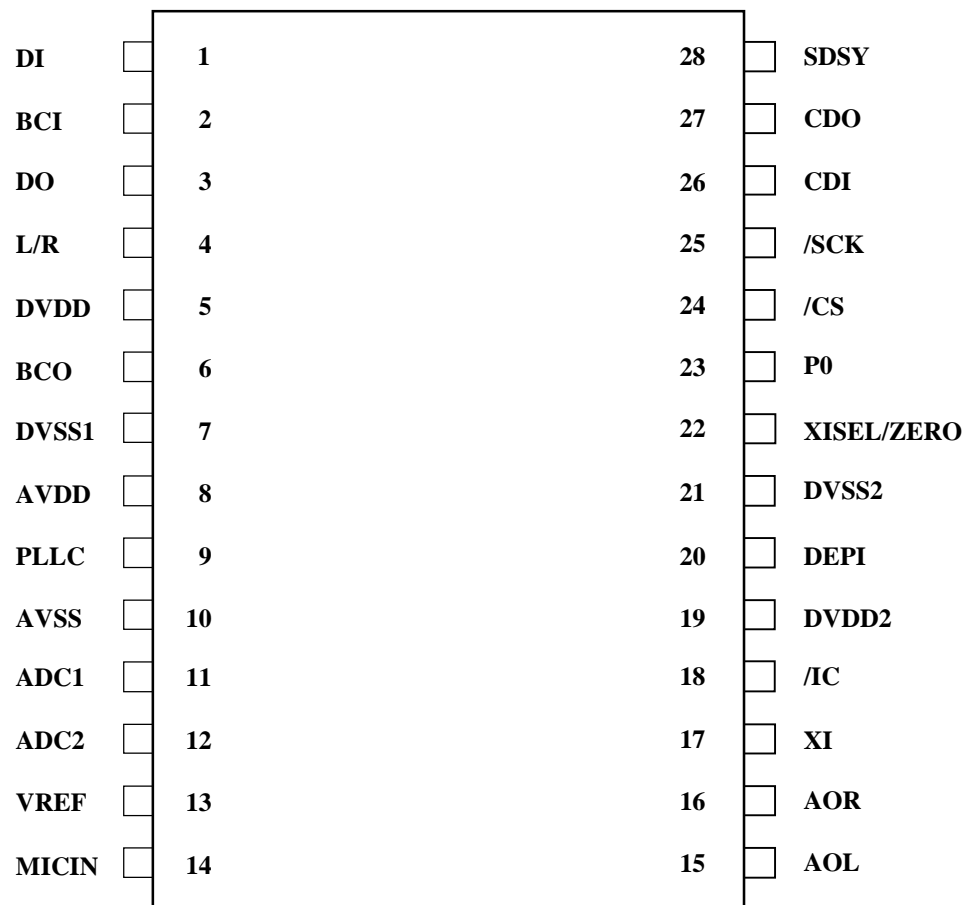 DI 1 28 SDSY
BCI 2 27 CDO
DO 3 26 CDI
L/R 4 25 /SCK
DVDD 5 24 /CS
BCO 6 23 P0
DVSS1 7 22 XISEL/ZERO
AVDD 8 21 DVSS2
PLLC 9 20 DEPI
AVSS 10 19 DVDD2
ADC1 11 18 /IC
ADC2 12 17 XI
VREF 13 16 AOR
MICIN 14 15 AOL